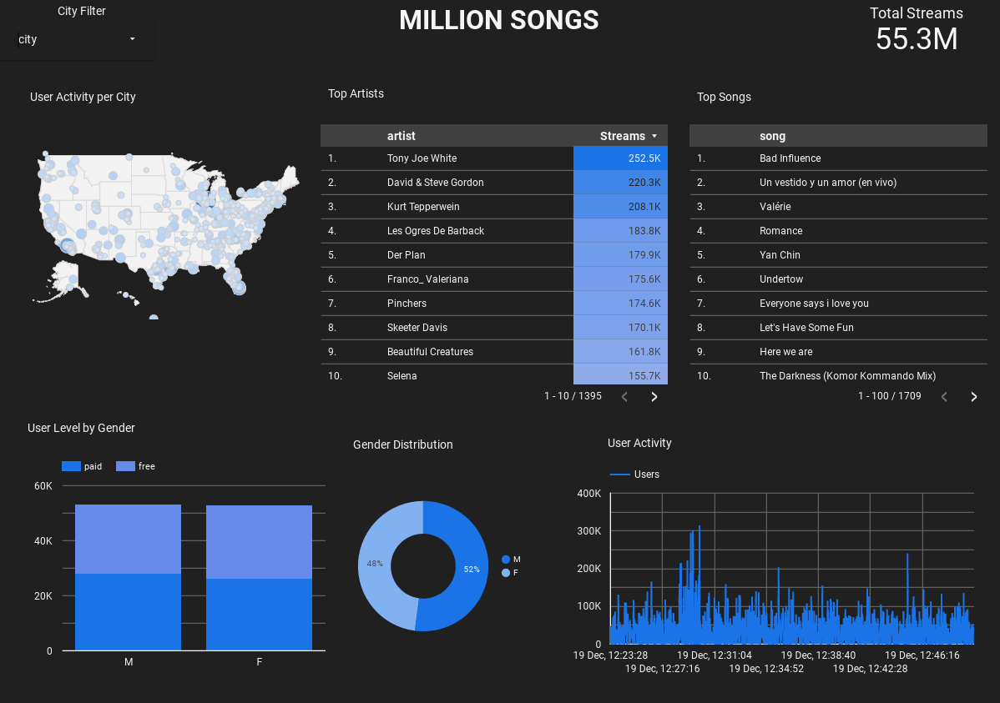 City Filter
city
MILLION SONGS
Total Streams
55.3M
User Activity per City
Top Artists
artist Streams
1. Tony Joe White 252.5K
2. David & Steve Gordon 220.3K
3. Kurt Tepperwein 208.1K
4. Les Ogres De Barback 183.8K
5. Der Plan 179.9K
6. Franco_ Valeriana 175.6K
7. Pinchers 174.6K
8. Skeeter Davis 170.1K
9. Beautiful Creatures 161.8K
10. Selena 155.7K
1 - 10 / 1395
Top Songs
song
1. Bad Influence
2. Un vestido y un amor (en vivo)
3. Valérie
4. Romance
5. Yan Chin
6. Undertow
7. Everyone says i love you
8. Let's Have Some Fun
9. Here we are
10. The Darkness (Komor Kommando Mix)
1 - 100 / 1709
User Level by Gender
paid free
60K
40K
20K
0
M F
Gender Distribution
48% 52%
M
F
User Activity
Users
400K
300K
200K
100K
0
19 Dec, 12:23:28 19 Dec, 12:31:04 19 Dec, 12:38:40 19 Dec, 12:46:16
19 Dec, 12:27:16 19 Dec, 12:34:52 19 Dec, 12:42:28